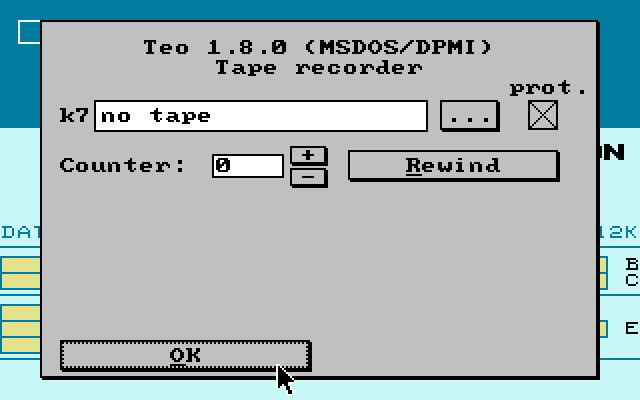 Teo 1.8.0 (MSDOS/DPMI)
Tape recorder
prot.
k7 no tape ...
Counter: 0 + - Rewind
DAT 12K
B
C
E
OK